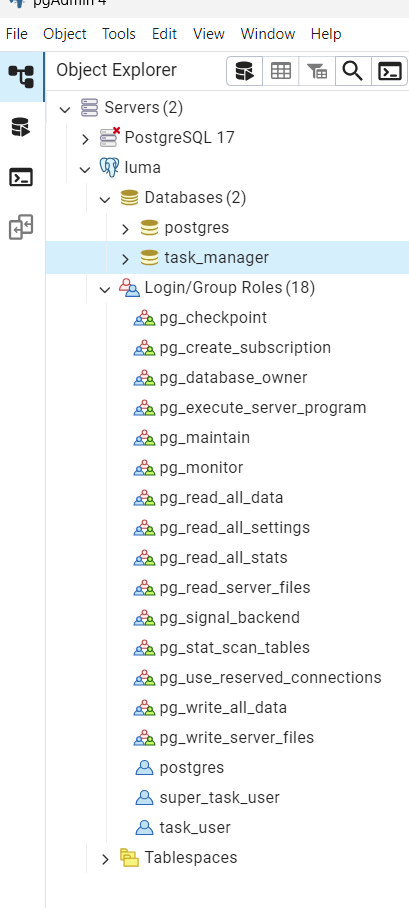 pgAdmin 4
File Object Tools Edit View Window Help
Object Explorer
Servers (2)
PostgreSQL 17
luma
Databases (2)
postgres
task_manager
Login/Group Roles (18)
pg_checkpoint
pg_create_subscription
pg_database_owner
pg_execute_server_program
pg_maintain
pg_monitor
pg_read_all_data
pg_read_all_settings
pg_read_all_stats
pg_read_server_files
pg_signal_backend
pg_stat_scan_tables
pg_use_reserved_connections
pg_write_all_data
pg_write_server_files
postgres
super_task_user
task_user
Tablespaces